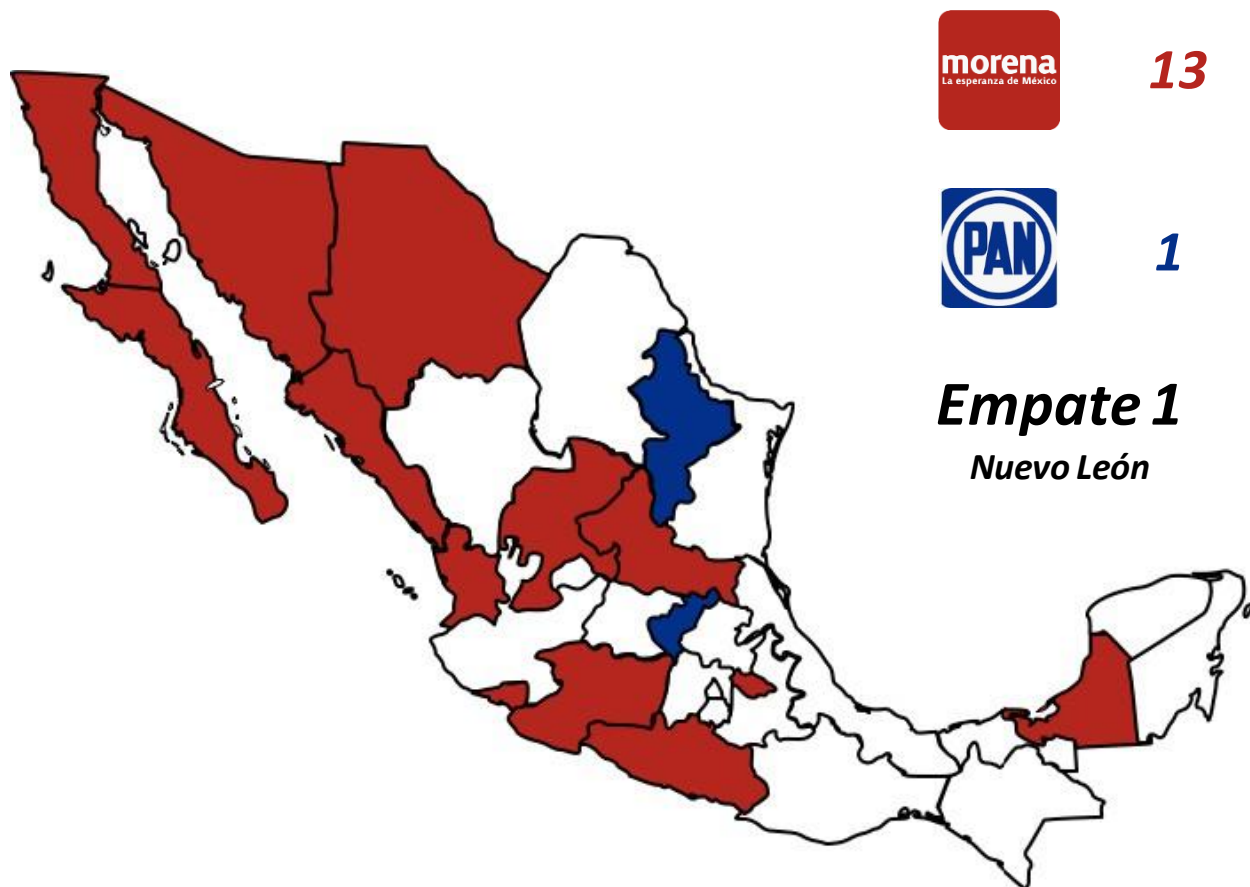 morena
La esperanza de México
13
PAN
1
Empate 1
Nuevo León